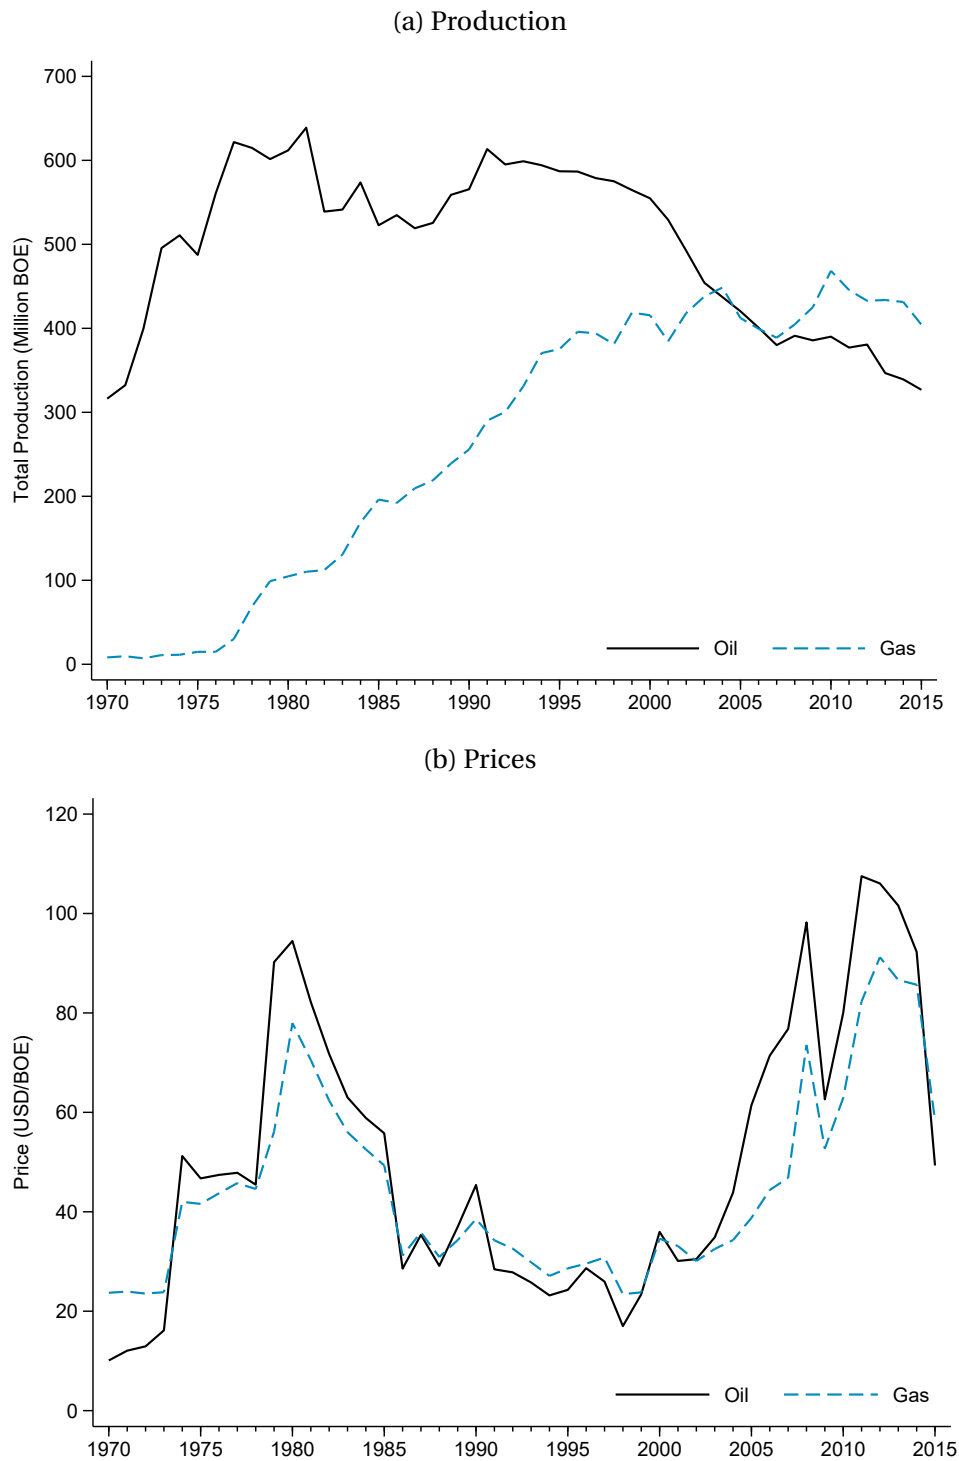 (a) Production
700
600
500
400
300
200
100
0
Total Production (Million BOE)
Oil
Gas
1970 1975 1980 1985 1990 1995 2000 2005 2010 2015
(b) Prices
120
100
80
60
40
20
0
Price (USD/BOE)
Oil
Gas
1970 1975 1980 1985 1990 1995 2000 2005 2010 2015